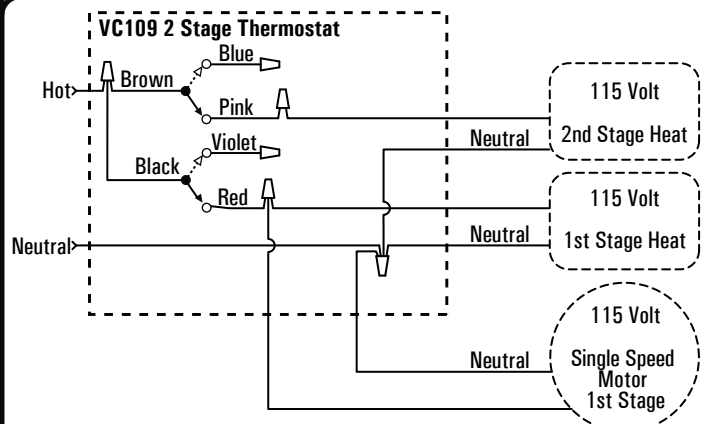 VC109 2 Stage Thermostat
Blue
Hot
Brown
Pink
115 Volt
Neutral
2nd Stage Heat
Violet
Black
Red
115 Volt
Neutral
Neutral
1st Stage Heat
115 Volt
Neutral
Single Speed
Motor
1st Stage